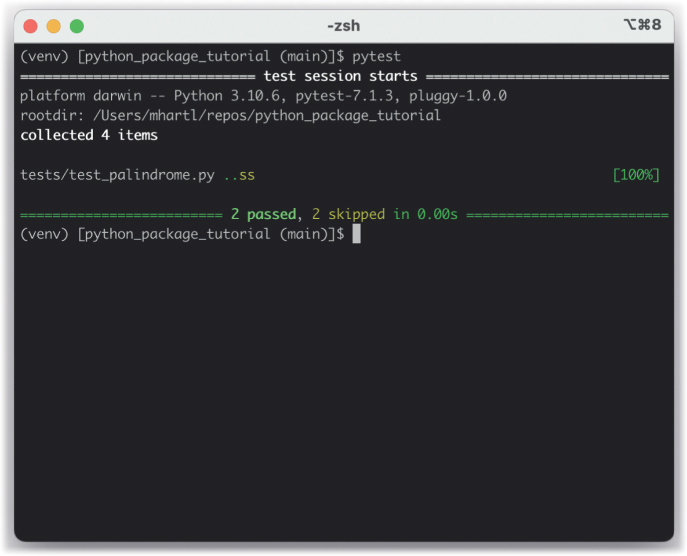 -zsh ⌥⌘8
(venv) [python_package_tutorial (main)]$ pytest
============================= test session starts ==============================
platform darwin -- Python 3.10.6, pytest-7.1.3, pluggy-1.0.0
rootdir: /Users/mhartl/repos/python_package_tutorial
collected 4 items
tests/test_palindrome.py ..ss [100%]
========================= 2 passed, 2 skipped in 0.00s =========================
(venv) [python_package_tutorial (main)]$